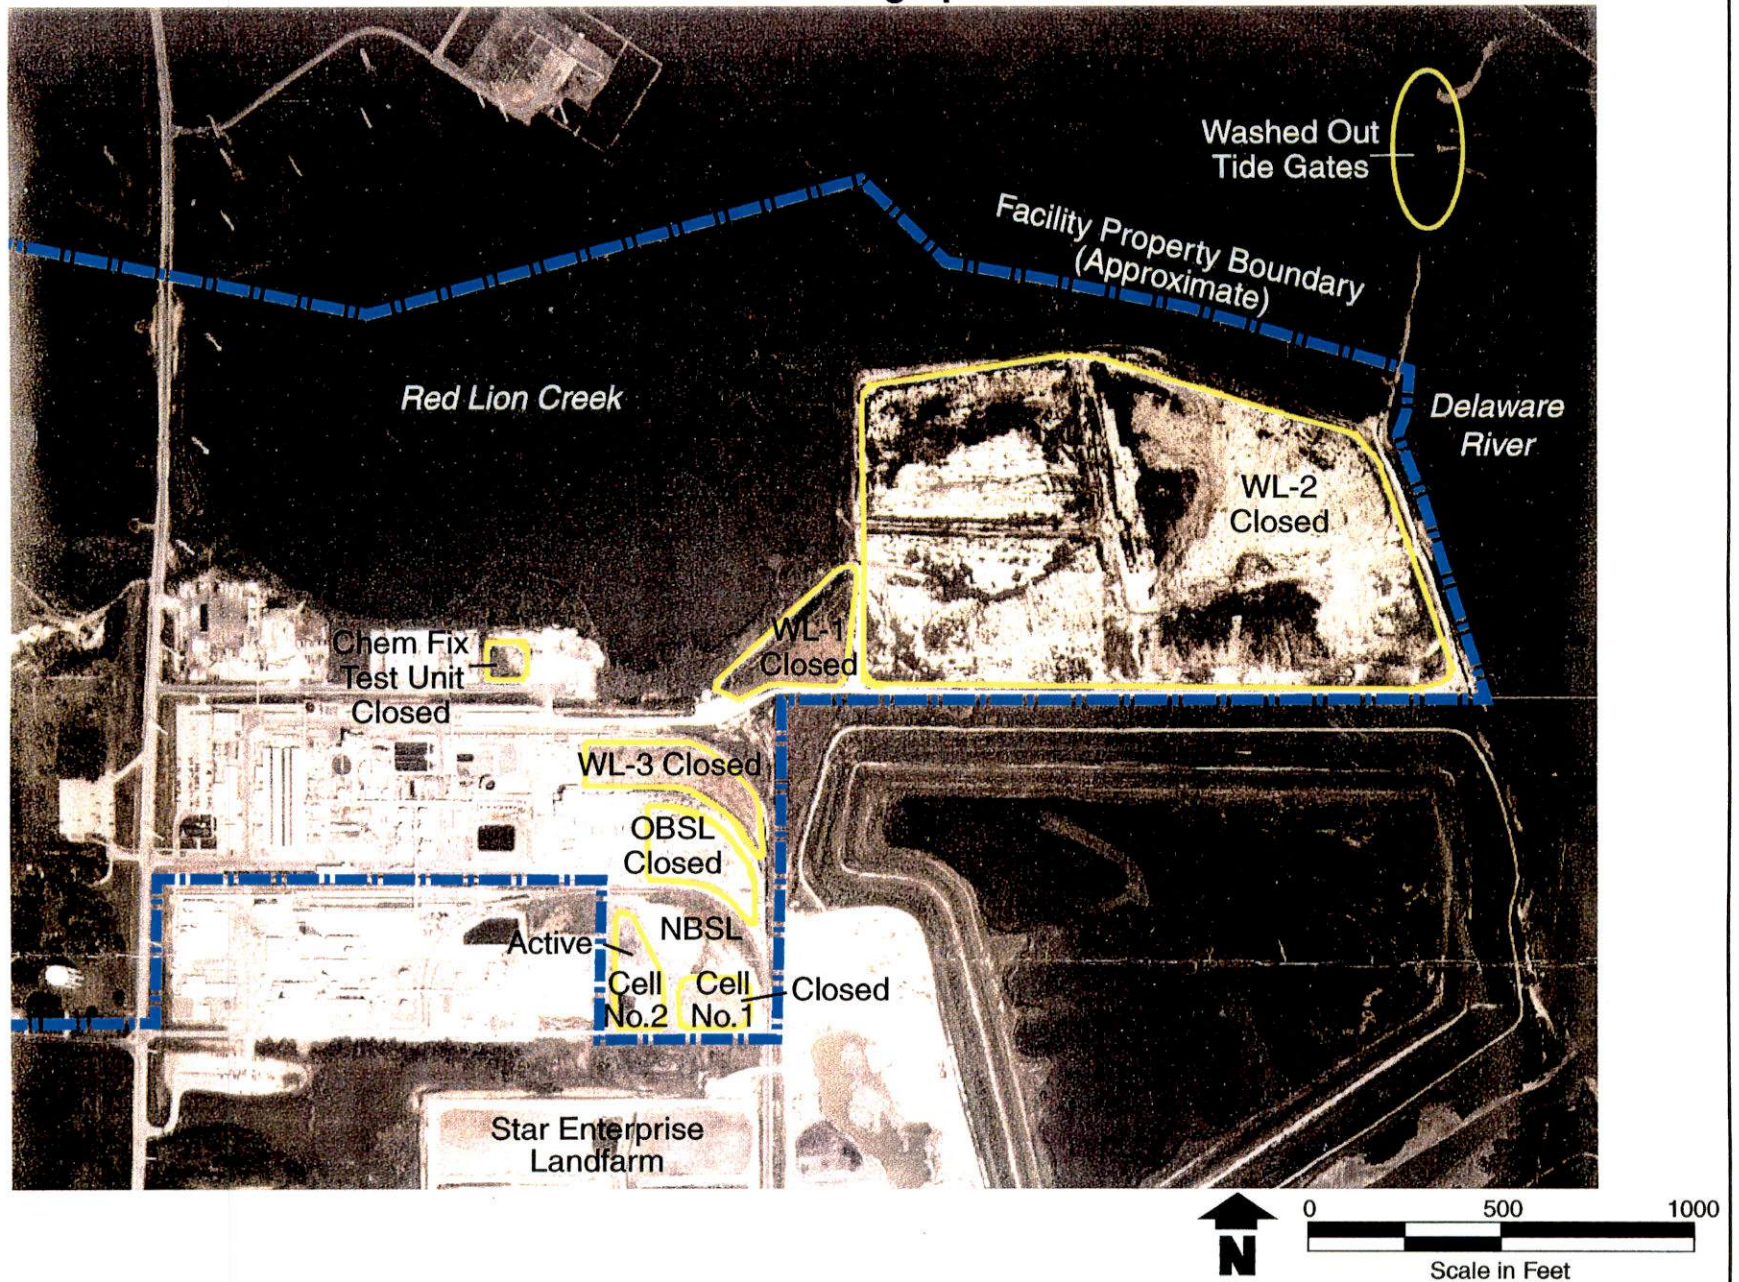 Washed Out
Tide Gates
Facility Property Boundary
(Approximate)
Red Lion Creek
Delaware
River
WL-2
Closed
WL-1
Closed
Chem Fix
Test Unit
Closed
WL-3 Closed
OBSL
Closed
NBSL
Active
Cell
No.2
Cell
No.1
Closed
Star Enterprise
Landfarm
N
0 500 1000
Scale in Feet